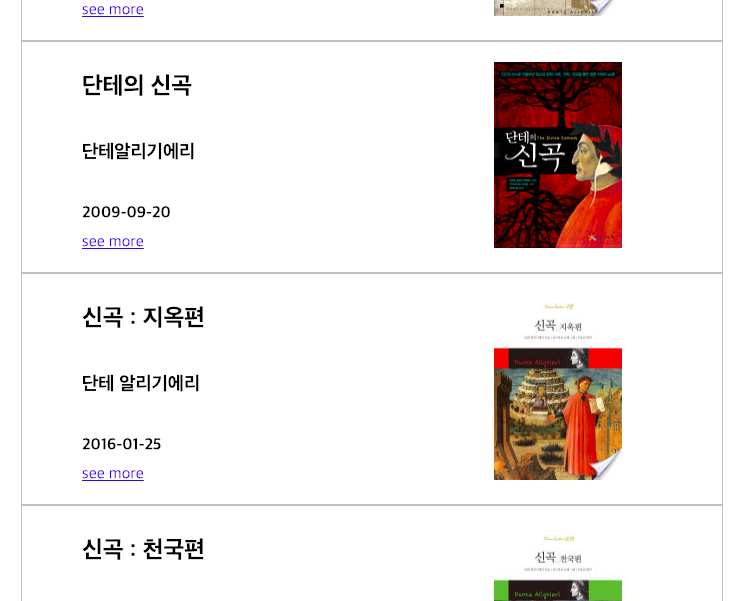 see more
단테의 신곡
단테알리기에리
2009-09-20
see more
단테의 The Divine Comedy
신곡
신곡 : 지옥편
단테 알리기에리
2016-01-25
see more
신곡 지옥편
Dante Alighieri
신곡 : 천국편
신곡 천국편
Dante Alighieri